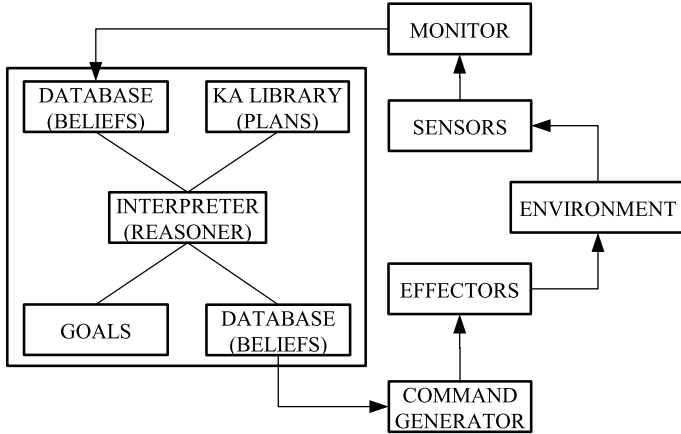 MONITOR
DATABASE
(BELIEFS)
KA LIBRARY
(PLANS)
SENSORS
INTERPRETER
(REASONER)
ENVIRONMENT
EFFECTORS
GOALS
DATABASE
(BELIEFS)
COMMAND
GENERATOR